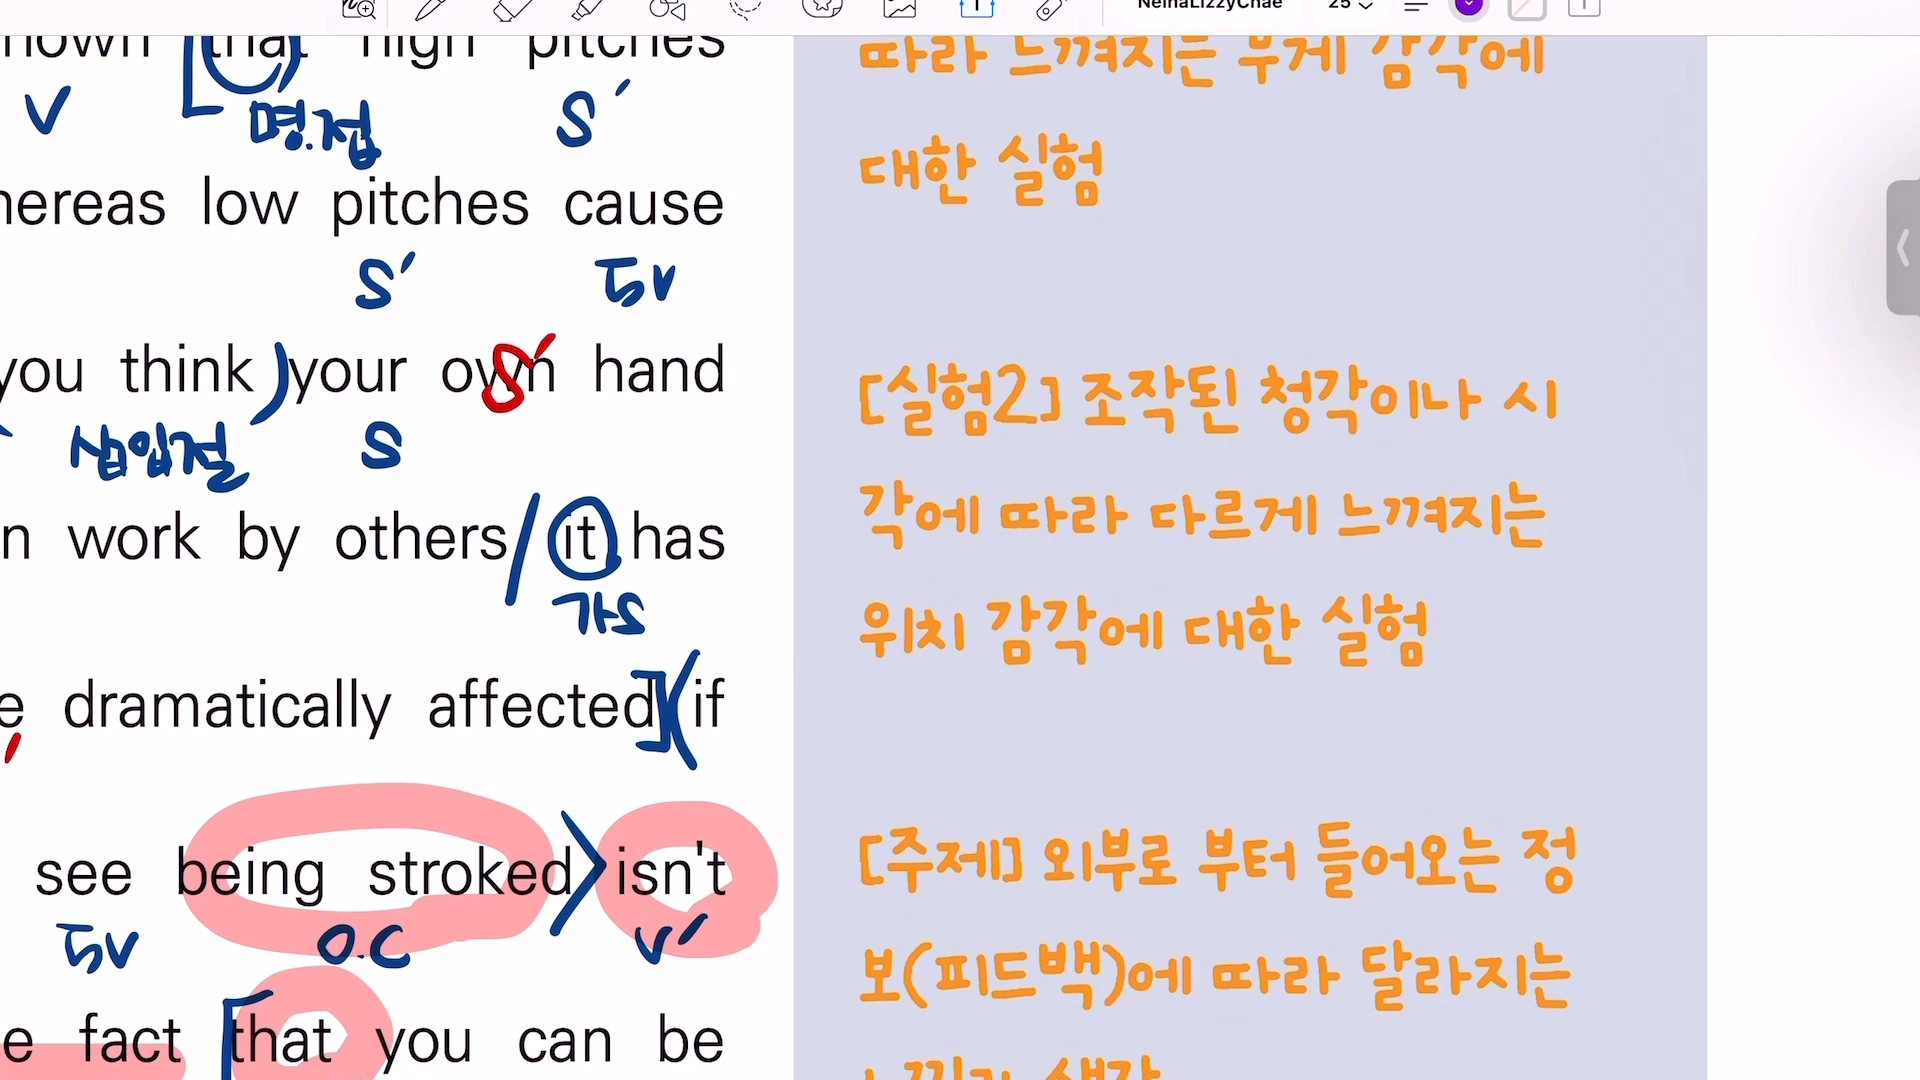 NeinaLizzyChae 25
that high pitches
V 명.접 S′
whereas low pitches cause
S′ 5V
you think) your own hand
S′
삽입절 S
n work by others / it has
가S
e dramatically affected] (if
see being stroked> isn't
5V O.C V′
e fact [that you can be
따라 느껴지는 무게 감각에
대한 실험
[실험2] 조작된 청각이나 시
각에 따라 다르게 느껴지는
위치 감각에 대한 실험
[주제] 외부로 부터 들어오는 정
보(피드백)에 따라 달라지는